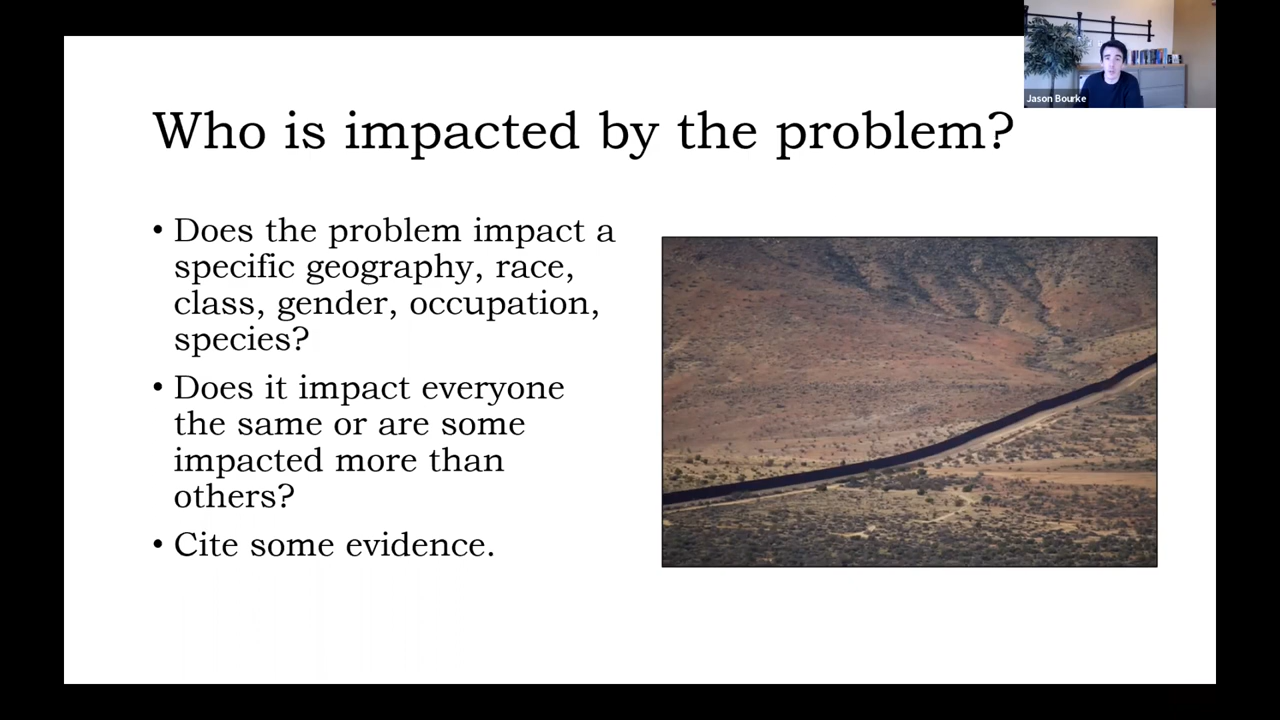 Jason Bourke
Who is impacted by the problem?
• Does the problem impact a
specific geography, race,
class, gender, occupation,
species?
• Does it impact everyone
the same or are some
impacted more than
others?
• Cite some evidence.